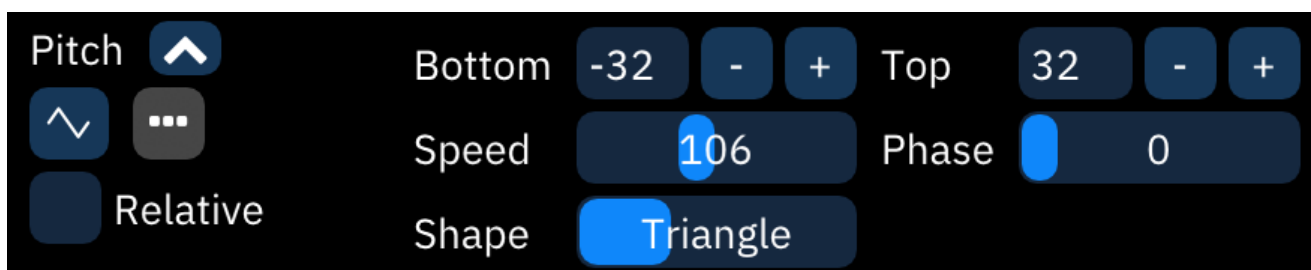 Pitch
Bottom -32 - + Top 32 - +
Speed 106 Phase 0
Relative
Shape Triangle